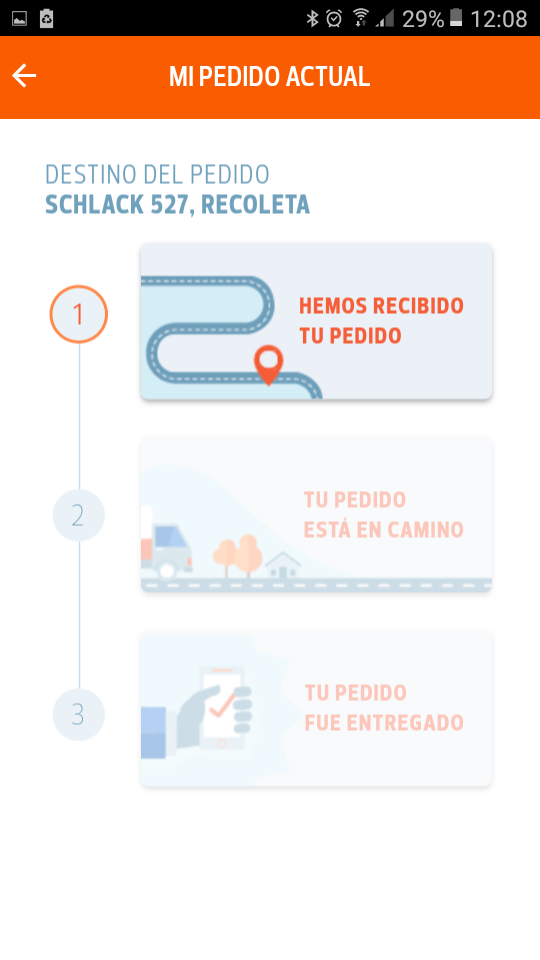 29% 12:08
MI PEDIDO ACTUAL
DESTINO DEL PEDIDO
SCHLACK 527, RECOLETA
1
HEMOS RECIBIDO
TU PEDIDO
2
TU PEDIDO
ESTÁ EN CAMINO
3
TU PEDIDO
FUE ENTREGADO